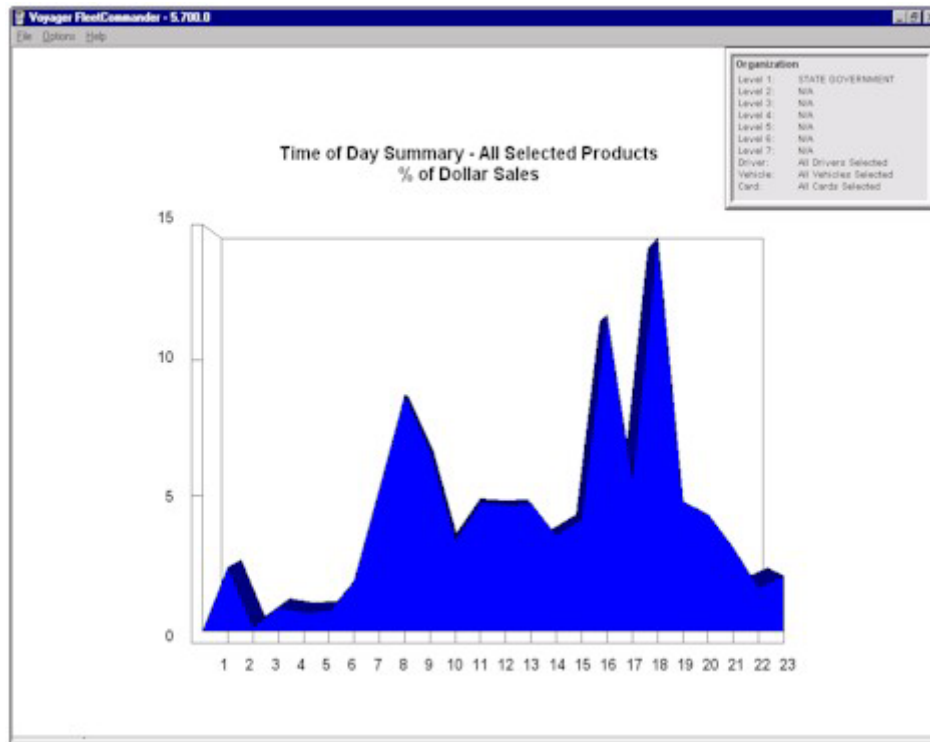 Voyager FleetCommander - 5.700.0
File Options Help
Organization
Level 1: STATE GOVERNMENT
Level 2: N/A
Level 3: N/A
Level 4: N/A
Level 5: N/A
Level 6: N/A
Level 7: N/A
Driver: All Drivers Selected
Vehicle: All Vehicles Selected
Card: All Cards Selected
Time of Day Summary - All Selected Products
% of Dollar Sales
15
10
5
0
1 2 3 4 5 6 7 8 9 10 11 12 13 14 15 16 17 18 19 20 21 22 23